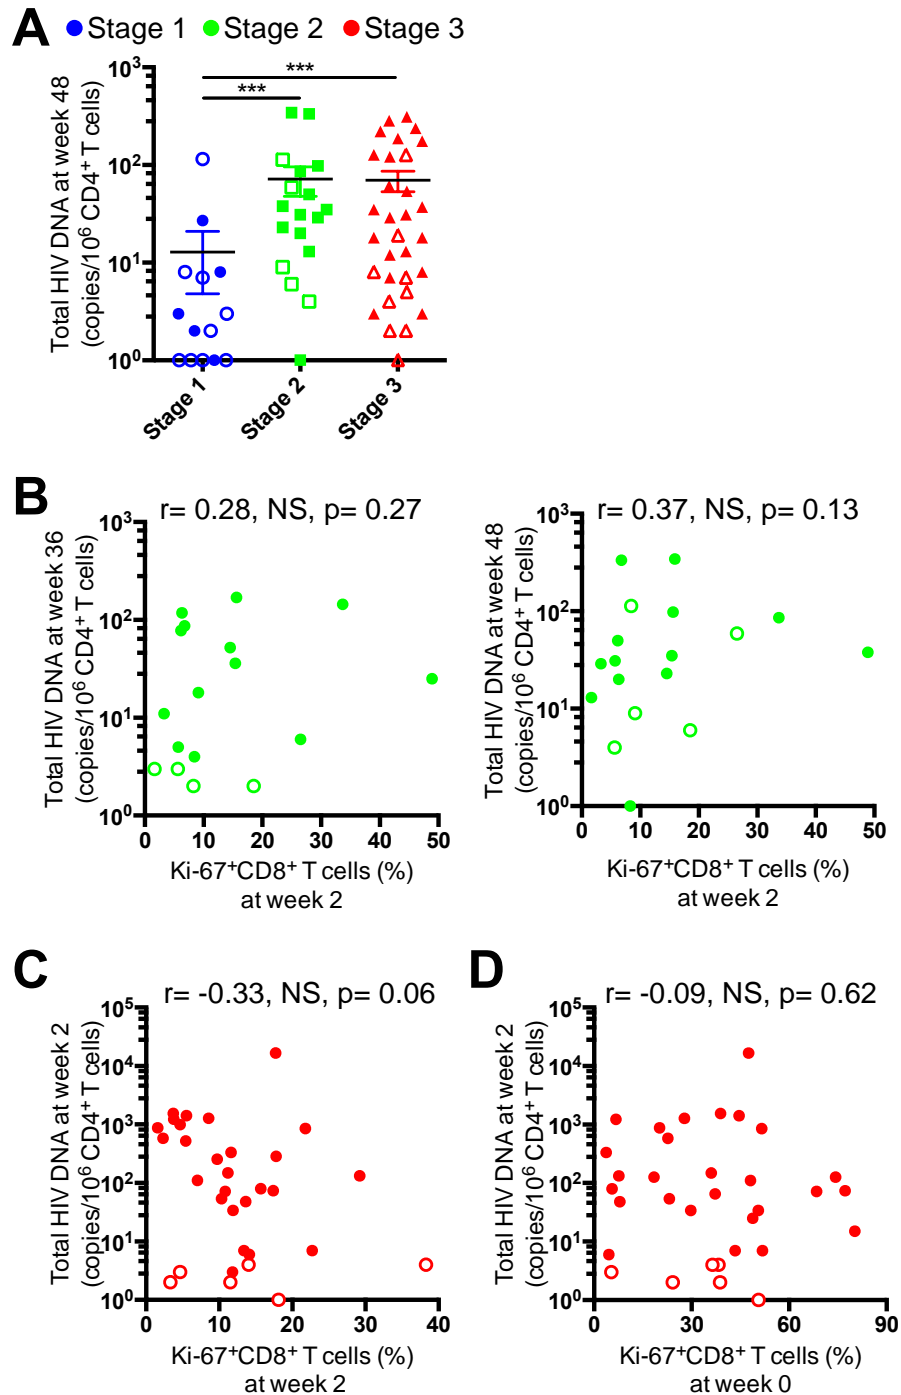 A
Stage 1 Stage 2 Stage 3
Total HIV DNA at week 48
(copies/10⁶ CD4⁺ T cells)
10³
10²
10¹
10⁰
***
***
Stage 1
Stage 2
Stage 3
B
r= 0.28, NS, p= 0.27
Total HIV DNA at week 36
(copies/10⁶ CD4⁺ T cells)
10³
10²
10¹
10⁰
0 10 20 30 40 50
Ki-67⁺CD8⁺ T cells (%)
at week 2
r= 0.37, NS, p= 0.13
Total HIV DNA at week 48
(copies/10⁶ CD4⁺ T cells)
10³
10²
10¹
10⁰
0 10 20 30 40 50
Ki-67⁺CD8⁺ T cells (%)
at week 2
C
r= -0.33, NS, p= 0.06
Total HIV DNA at week 2
(copies/10⁶ CD4⁺ T cells)
10⁵
10⁴
10³
10²
10¹
10⁰
0 10 20 30 40
Ki-67⁺CD8⁺ T cells (%)
at week 2
D
r= -0.09, NS, p= 0.62
Total HIV DNA at week 2
(copies/10⁶ CD4⁺ T cells)
10⁵
10⁴
10³
10²
10¹
10⁰
0 30 60 90
Ki-67⁺CD8⁺ T cells (%)
at week 0